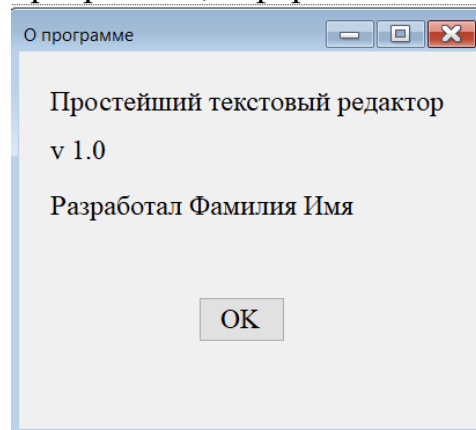 О программе
Простейший текстовый редактор
v 1.0
Разработал Фамилия Имя
OK